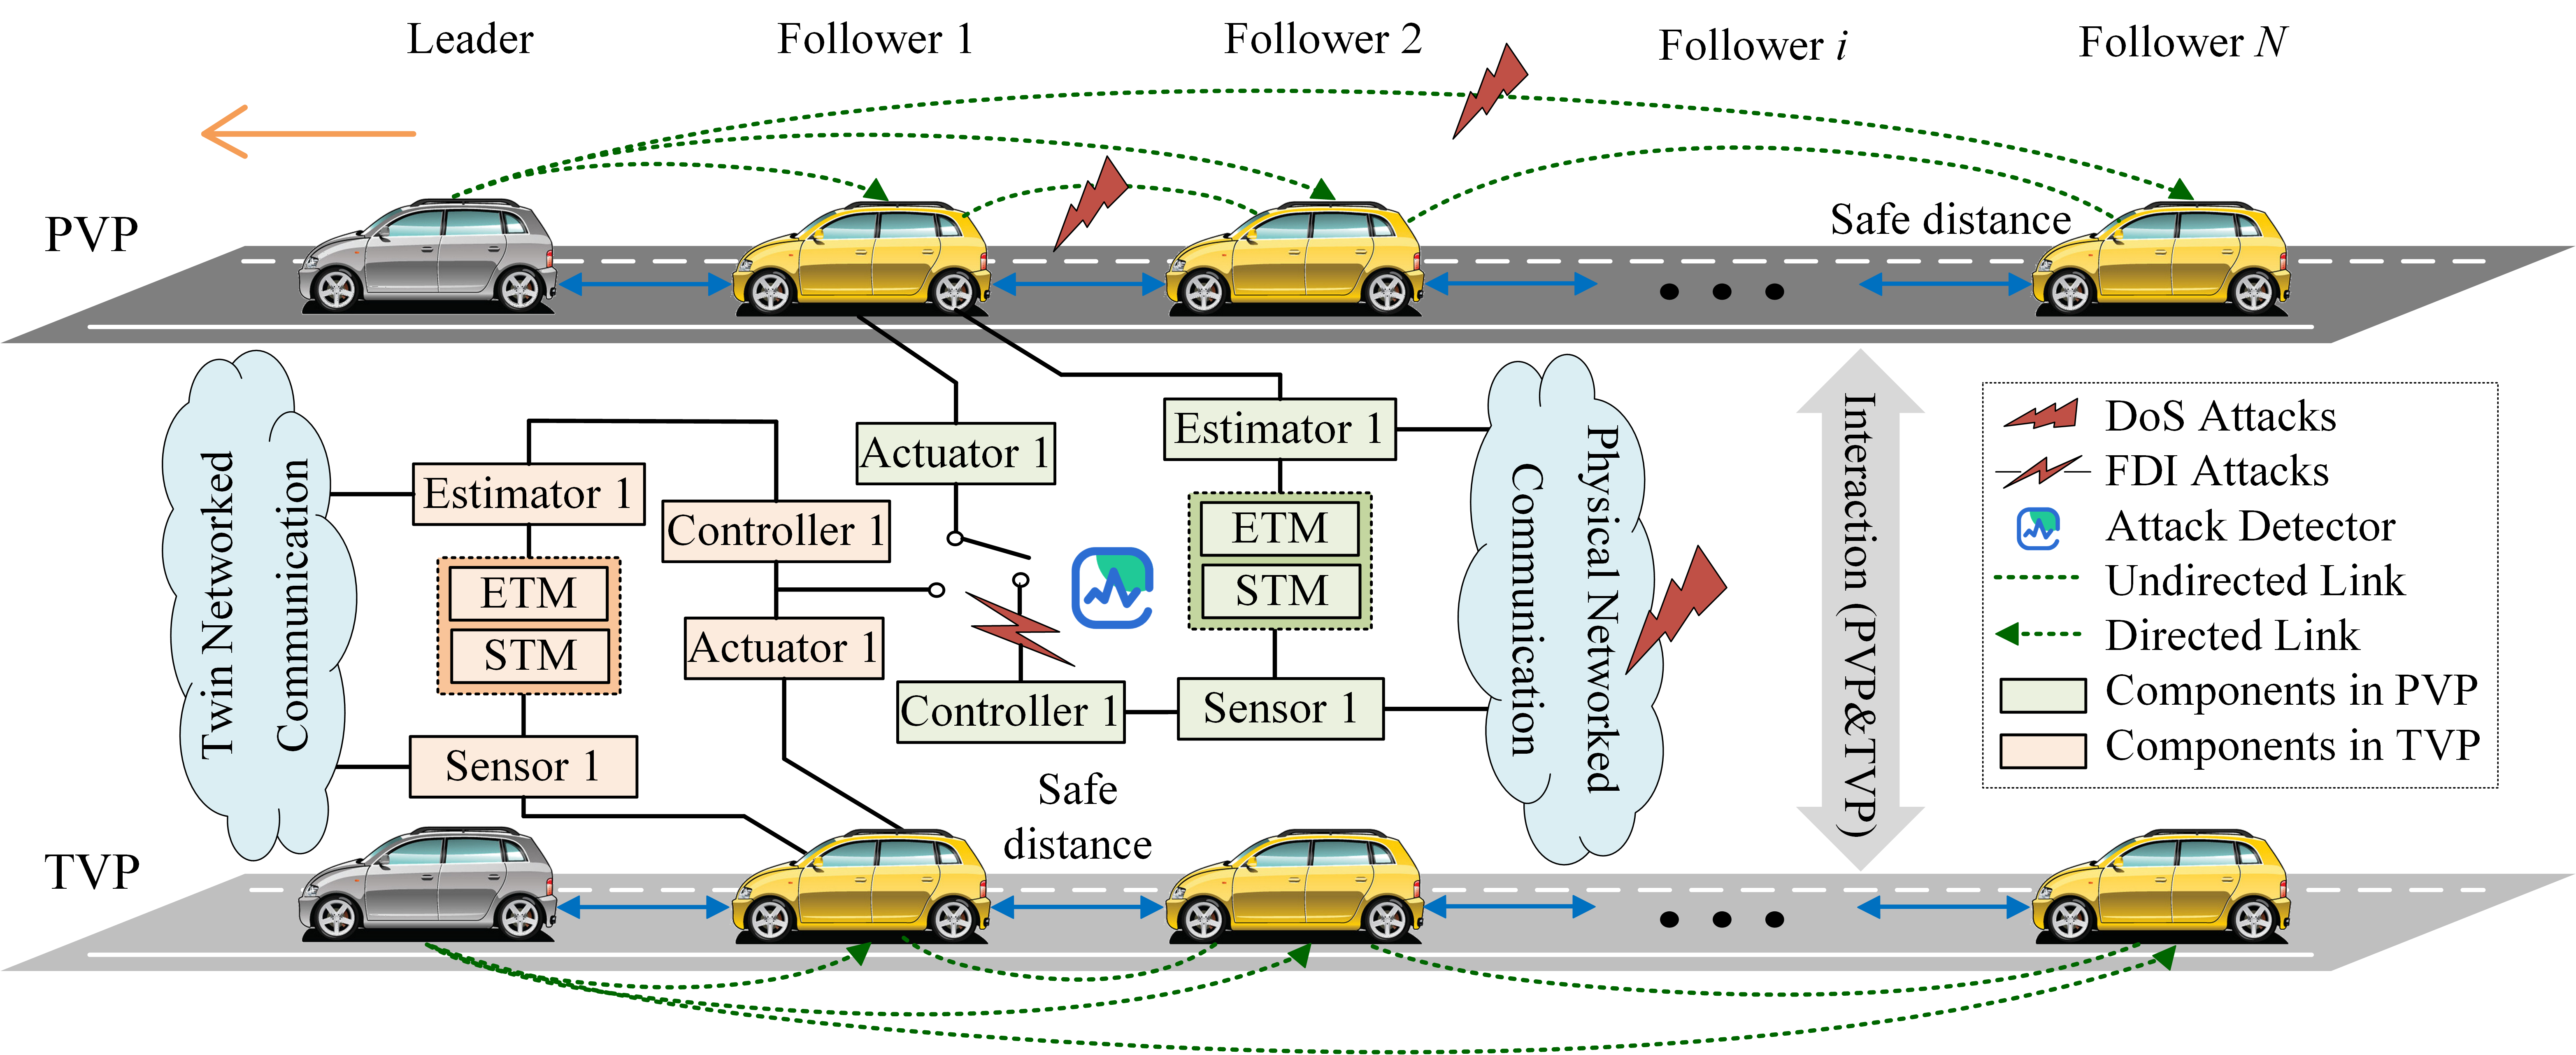 Leader
Follower 1
Follower 2
Follower i
Follower N
PVP
Safe distance
Twin Networked
Communication
Estimator 1
ETM
STM
Sensor 1
Controller 1
Actuator 1
Actuator 1
Controller 1
Estimator 1
ETM
STM
Sensor 1
Physical Networked
Communication
Interaction (PVP&TVP)
DoS Attacks
FDI Attacks
Attack Detector
Undirected Link
Directed Link
Components in PVP
Components in TVP
Safe
distance
TVP